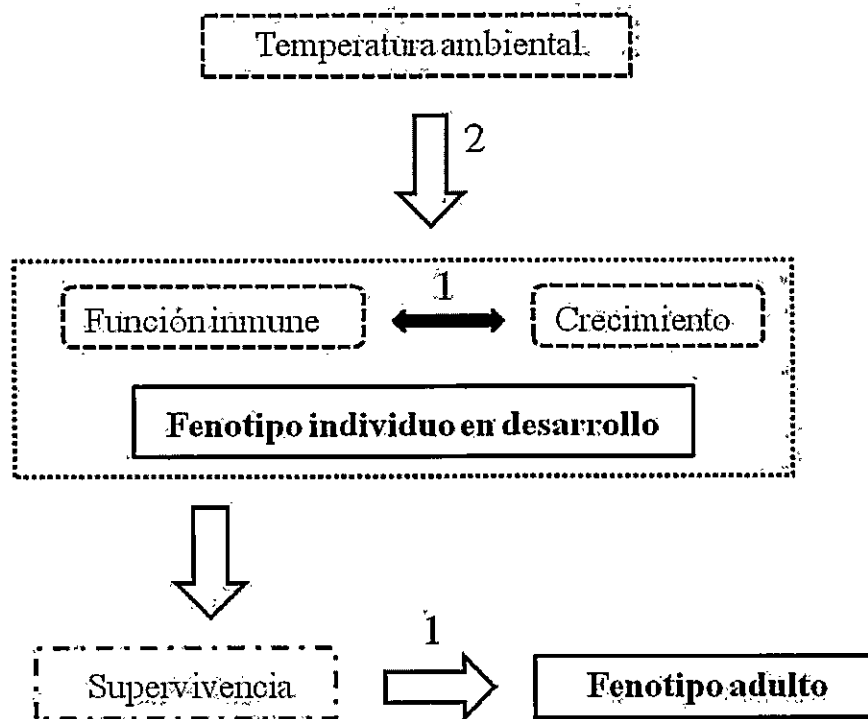 Temperatura ambiental
2
Función inmune
1
Crecimiento
Fenotipo individuo en desarrollo
1
Supervivencia
Fenotipo adulto